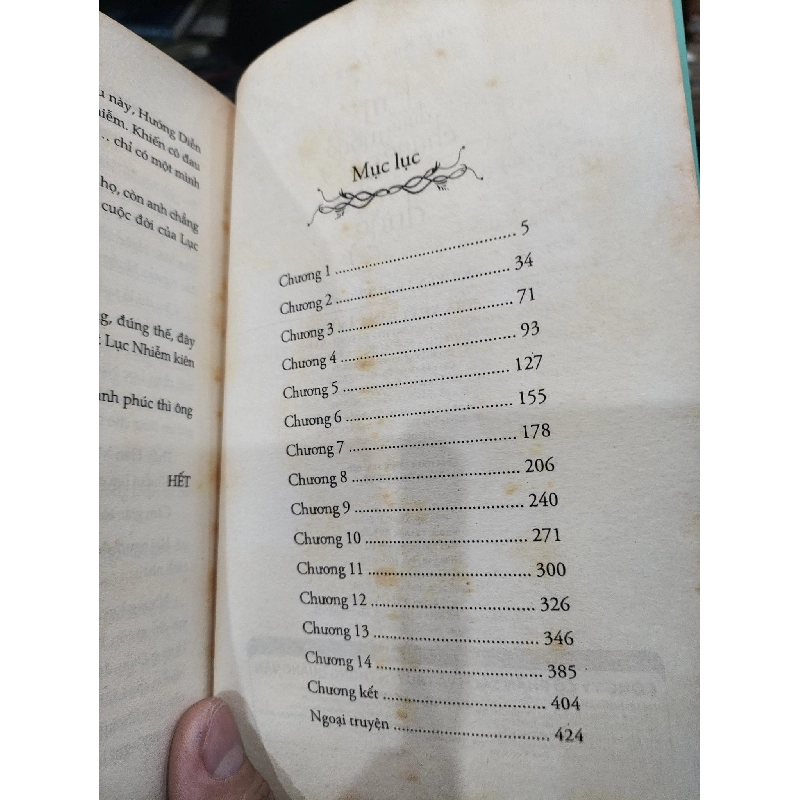 này, Hướng Diễn
Khiến cô đau
chỉ có một mình
họ, còn anh chẳng
cuộc đời của Lục
đúng thế, đây
Lục Nhiễm kiên
phúc thì ông
HẾT
Mục lục
Chương 1 ........ 5
Chương 2 ........ 34
Chương 3 ........ 71
Chương 4 ........ 93
Chương 5 ........ 127
Chương 6 ........ 155
Chương 7 ........ 178
Chương 8 ........ 206
Chương 9 ........ 240
Chương 10 ........ 271
Chương 11 ........ 300
Chương 12 ........ 326
Chương 13 ........ 346
Chương 14 ........ 385
Chương kết ........ 404
Ngoại truyện ........ 424